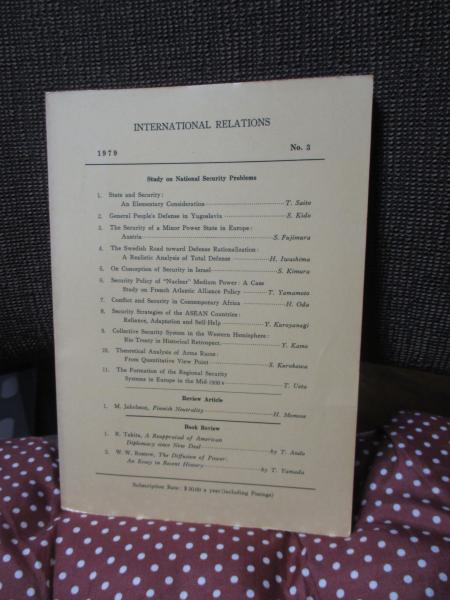 INTERNATIONAL RELATIONS
1979 No. 3
Study on National Security Problems
1. State and Security:
An Elementary Consideration T. Saito
2. General People's Defense in Yugoslavia S. Kido
3. The Security of a Minor Power State in Europe:
Austria S. Fujimura
4. The Swedish Road toward Defense Rationalization:
A Realistic Analysis of Total Defense H. Iwashima
5. On Conception of Security in Israel S. Kimura
6. Security Policy of "Nuclear" Medium Power: A Case
Study on French Atlantic Alliance Policy T. Yamamoto
7. Conflict and Security in Contemporary Africa H. Oda
8. Security Strategies of the ASEAN Countries:
Reliance, Adaptation and Self-Help Y. Kuroyanagi
9. Collective Security System in the Western Hemisphere:
Rio Treaty in Historical Retrospect Y. Kamo
10. Theoretical Analysis of Arms Races:
From Quantitative View Point S. Kurokawa
11. The Formation of the Regional Security
Systems in Europe in the Mid-1930's T. Ueta
Review Article
1. M. Jakobson, Finnish Neutrality H. Momose
Book Review
1. K. Takita, A Reappraisal of American
Diplomacy since New Deal by T. Ando
2. W. W. Rostow, The Diffusion of Power:
An Essay in Recent History by T. Yamada
Subscription Rate: $ 30.00 a year (including Postage)